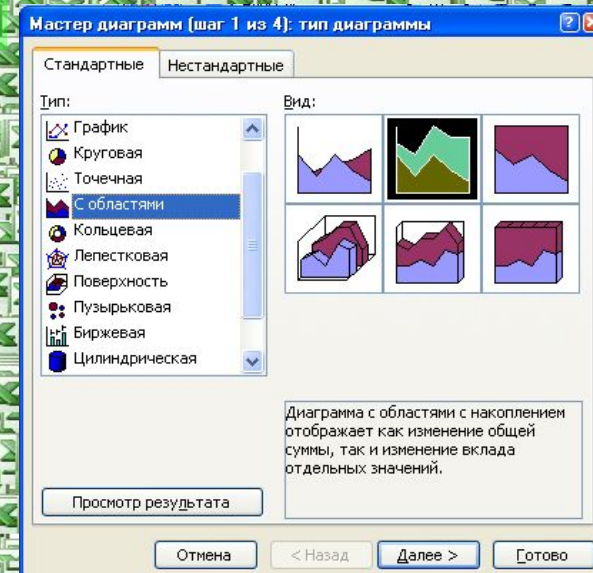 Мастер диаграмм (шаг 1 из 4): тип диаграммы
Стандартные
Нестандартные
Тип:
График
Круговая
Точечная
С областями
Кольцевая
Лепестковая
Поверхность
Пузырьковая
Биржевая
Цилиндрическая
Вид:
Диаграмма с областями с накоплением
отображает как изменение общей
суммы, так и изменение вклада
отдельных значений.
Просмотр результата
Отмена
< Назад
Далее >
Готово